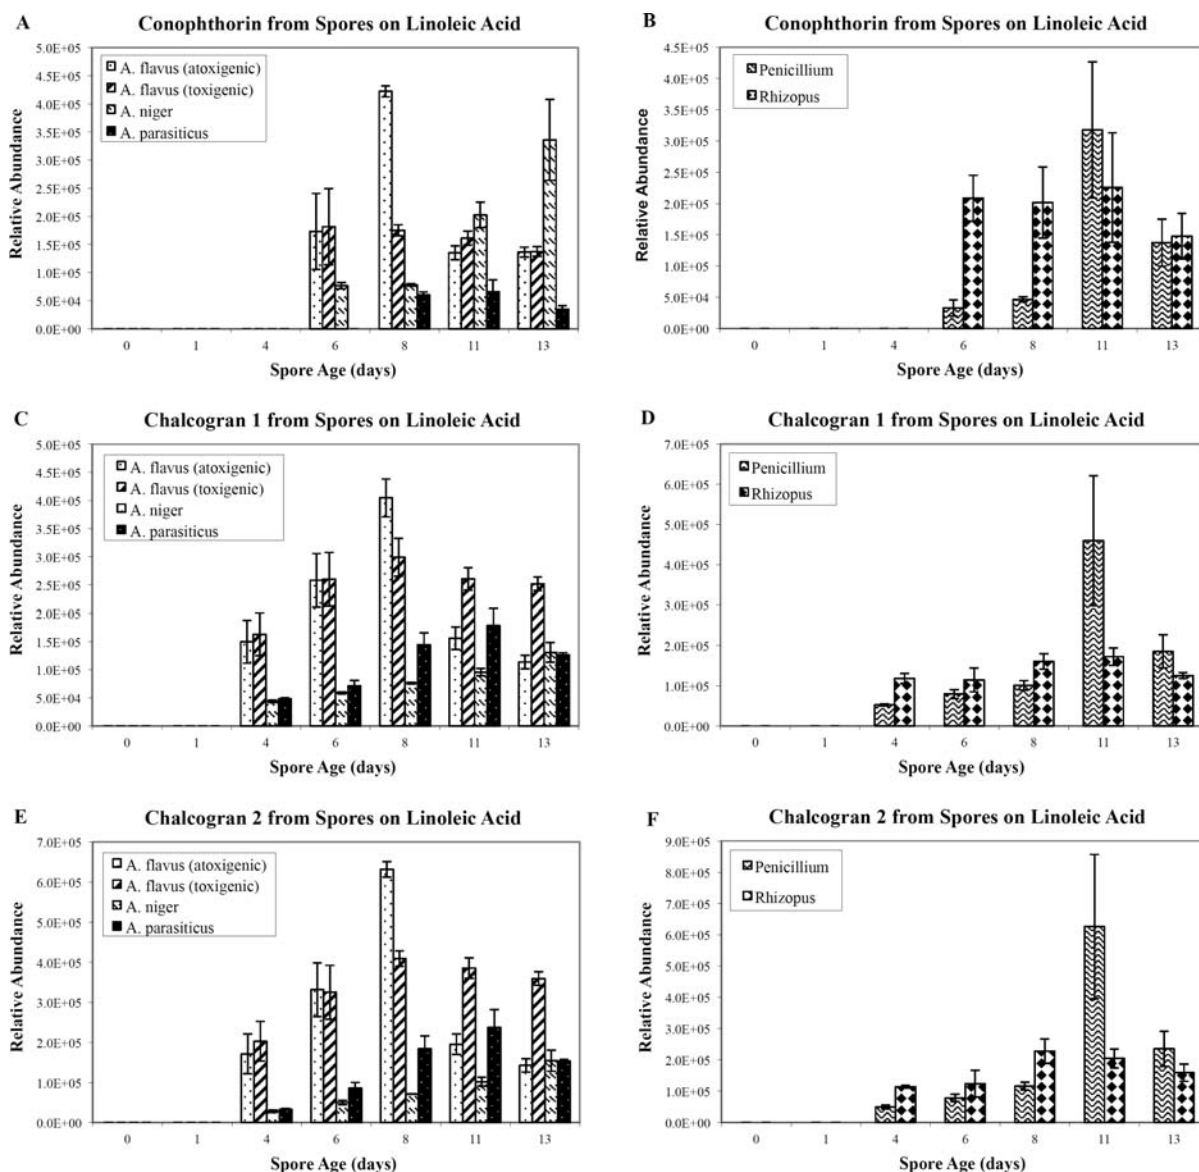 A
Conophthorin from Spores on Linoleic Acid
5.0E+05
4.5E+05
4.0E+05
3.5E+05
3.0E+05
2.5E+05
2.0E+05
1.5E+05
1.0E+05
5.0E+04
0.0E+00
Relative Abundance
A. flavus (atoxigenic)
A. flavus (toxigenic)
A. niger
A. parasiticus
0 1 4 6 8 11 13
Spore Age (days)
B
Conophthorin from Spores on Linoleic Acid
4.5E+05
4.0E+05
3.5E+05
3.0E+05
2.5E+05
2.0E+05
1.5E+05
1.0E+05
5.0E+04
0.0E+00
Relative Abundance
Penicillium
Rhizopus
0 1 4 6 8 11 13
Spore Age (days)
C
Chalcogran 1 from Spores on Linoleic Acid
5.0E+05
4.5E+05
4.0E+05
3.5E+05
3.0E+05
2.5E+05
2.0E+05
1.5E+05
1.0E+05
5.0E+04
0.0E+00
Relative Abundance
A. flavus (atoxigenic)
A. flavus (toxigenic)
A. niger
A. parasiticus
0 1 4 6 8 11 13
Spore Age (days)
D
Chalcogran 1 from Spores on Linoleic Acid
7.0E+05
6.0E+05
5.0E+05
4.0E+05
3.0E+05
2.0E+05
1.0E+05
0.0E+00
Relative Abundance
Penicillium
Rhizopus
0 1 4 6 8 11 13
Spore Age (days)
E
Chalcogran 2 from Spores on Linoleic Acid
7.0E+05
6.0E+05
5.0E+05
4.0E+05
3.0E+05
2.0E+05
1.0E+05
0.0E+00
Relative Abundance
A. flavus (atoxigenic)
A. flavus (toxigenic)
A. niger
A. parasiticus
0 1 4 6 8 11 13
Spore Age (days)
F
Chalcogran 2 from Spores on Linoleic Acid
9.0E+05
8.0E+05
7.0E+05
6.0E+05
5.0E+05
4.0E+05
3.0E+05
2.0E+05
1.0E+05
0.0E+00
Relative Abundance
Penicillium
Rhizopus
0 1 4 6 8 11 13
Spore Age (days)